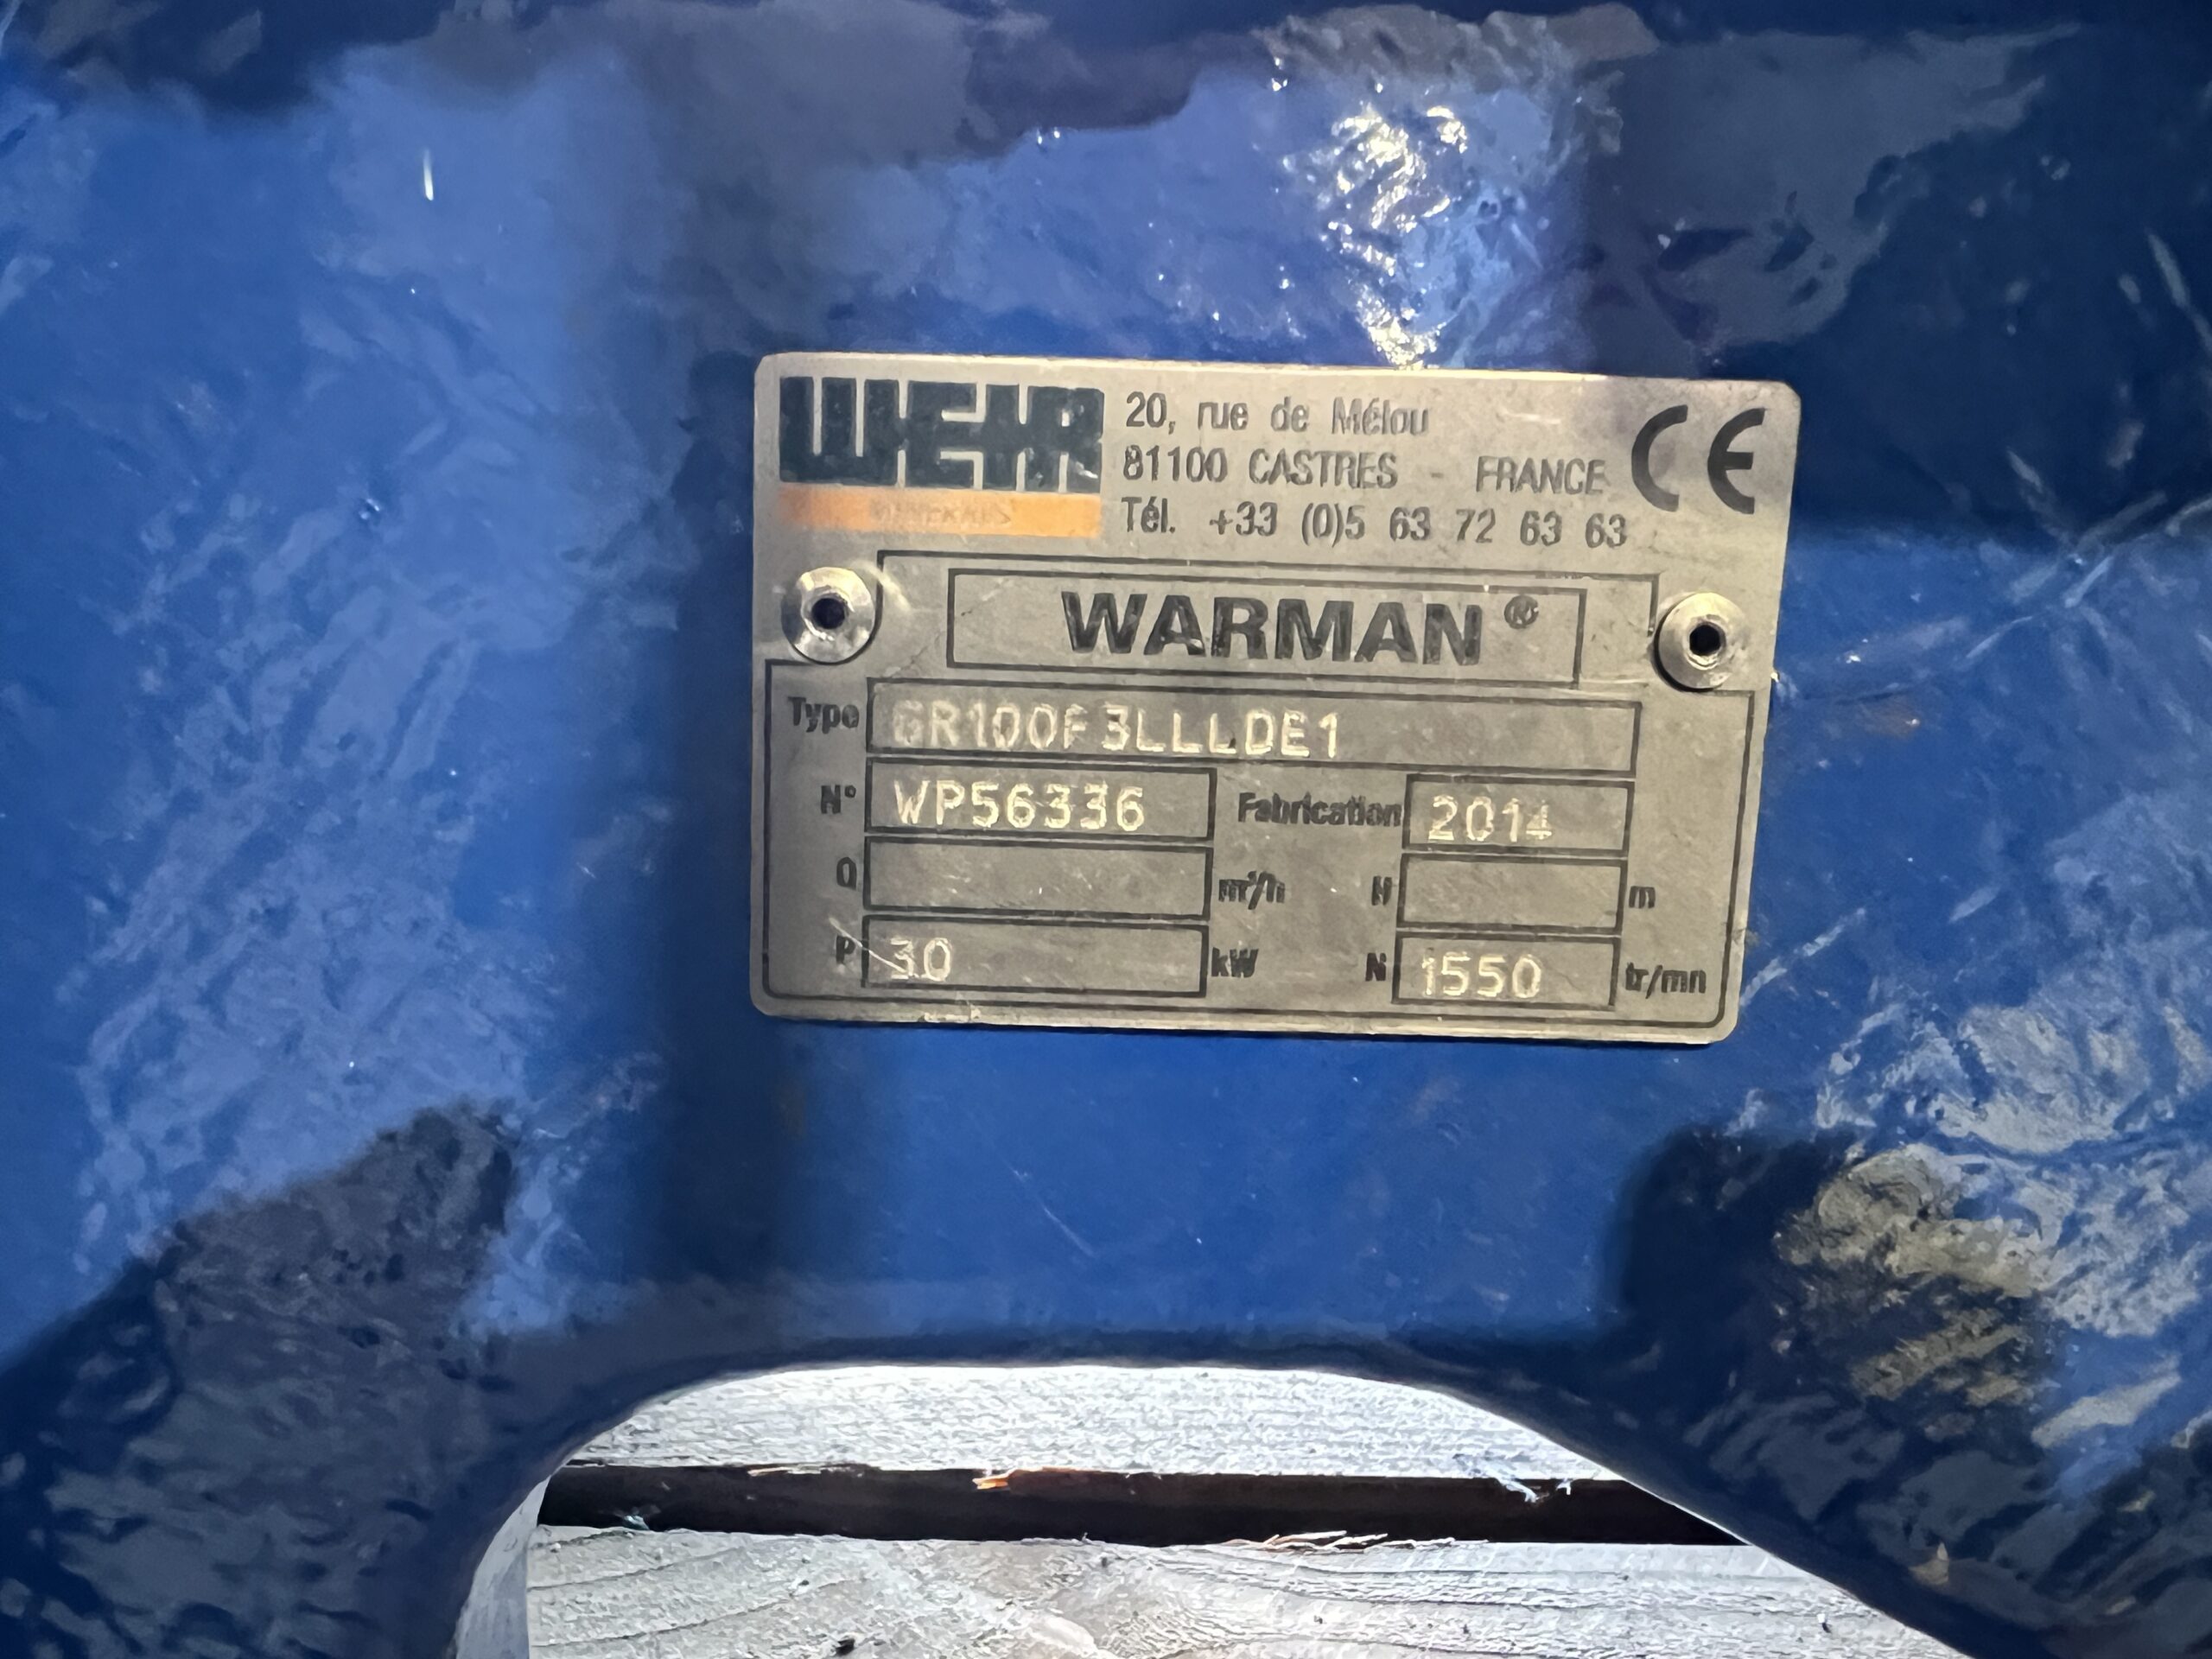 WEIR
MINERALS
20, rue de Mélou
81100 CASTRES - FRANCE
Tél. +33 (0)5 63 72 63 63
CE
WARMAN®
Type GR100F3LLLDE1
N° WP56336 Fabrication 2014
Q m³/h H m
P 30 kW N 1550 tr/mn